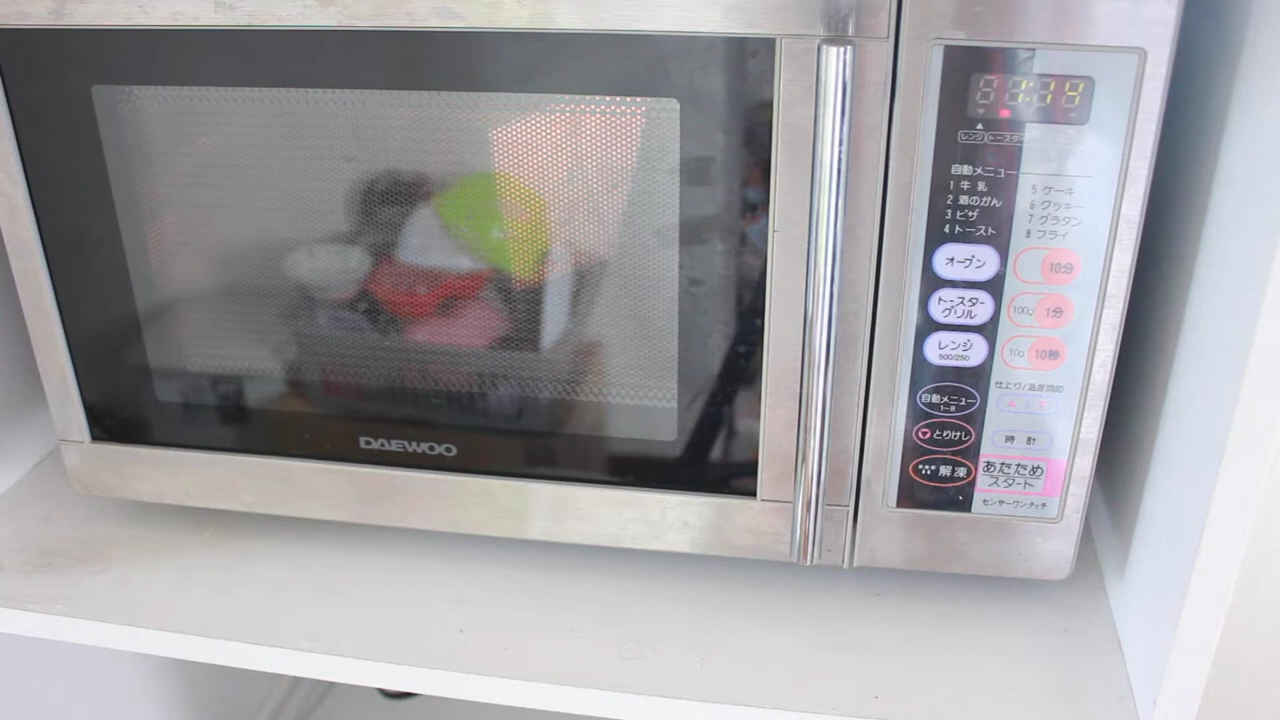 1:14
レンジ トースター
自動メニュー
1 牛乳
2 酒のかん
3 ピザ
4 トースト
5 ケーキ
6 クッキー
7 グラタン
8 フライ
オーブン
10分
トースター
グリル
100g 1分
レンジ
500/250
10g 10秒
仕上り/温度調節
自動メニュー
1-8
とりけし
時計
解凍
あたため
スタート
センサーワンタッチ
DAEWOO